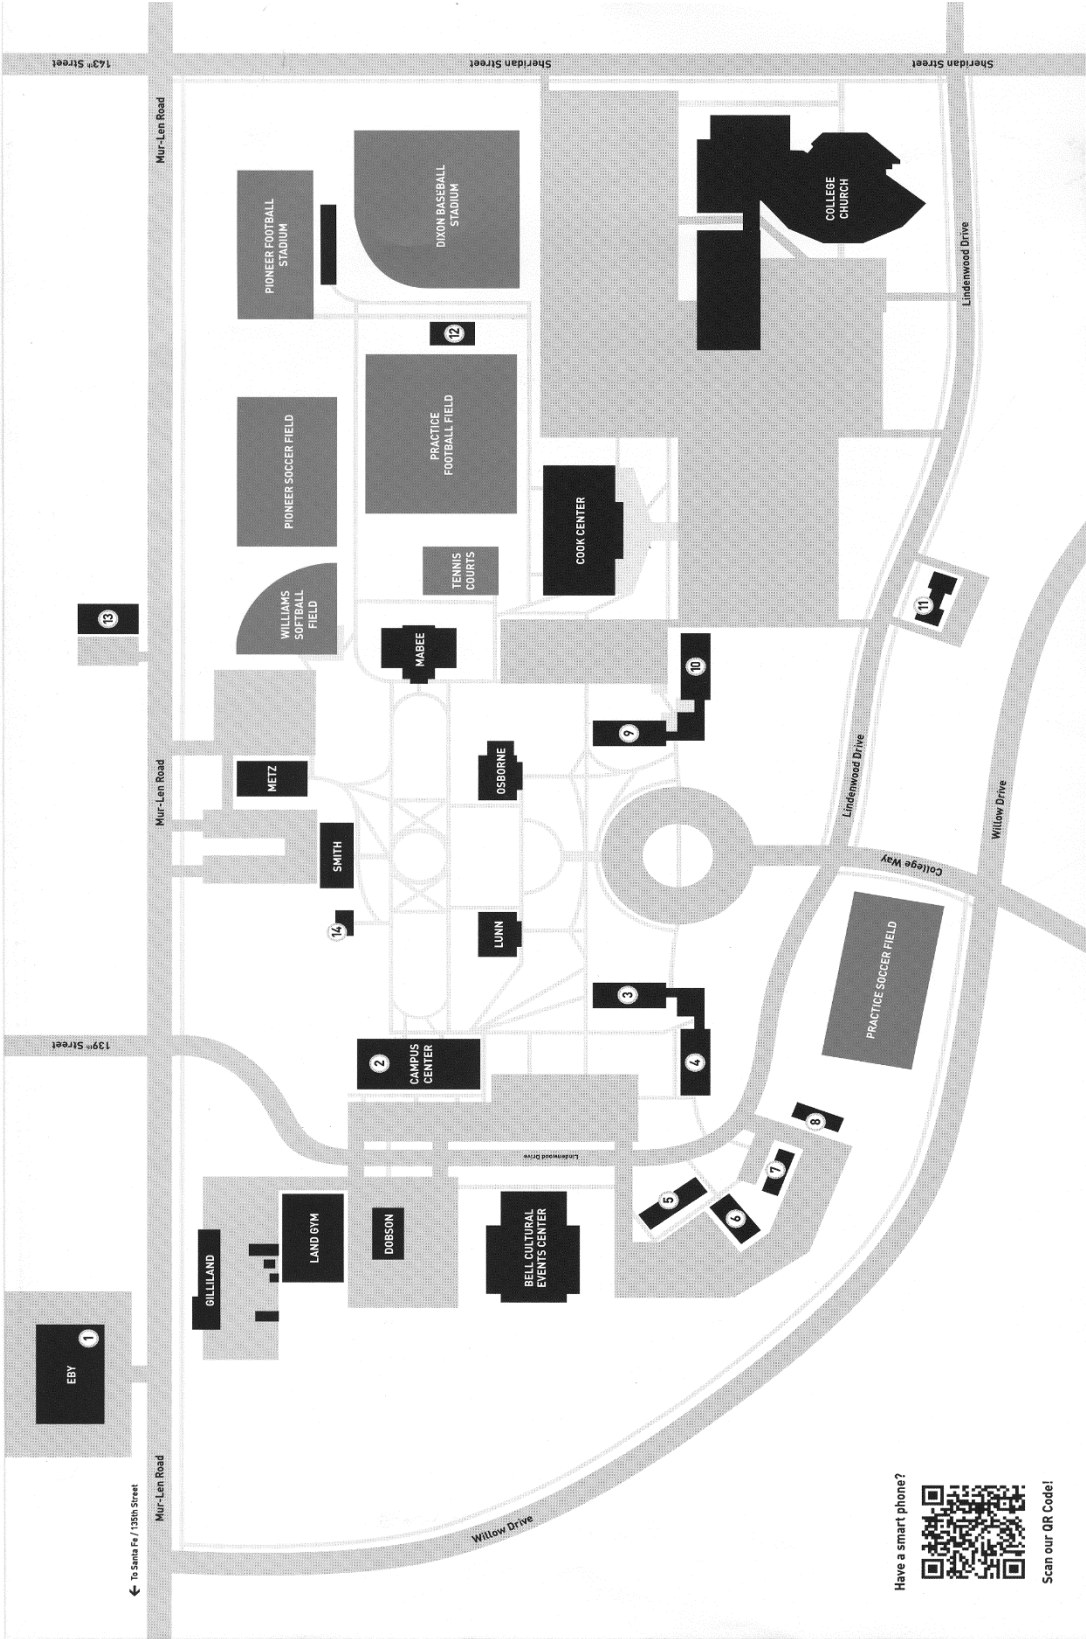 ← To Santa Fe / 135th Street
Mur-Len Road
Mur-Len Road
Mur-Len Road
EBY
1
13
139th Street
143rd Street
GILLILAND
LAND GYM
DOBSON
BELL CULTURAL
EVENTS CENTER
2
CAMPUS
CENTER
Lindenwood Drive
14
SMITH
METZ
LUNN
OSBORNE
MABEE
WILLIAMS
SOFTBALL
FIELD
TENNIS
COURTS
PIONEER SOCCER FIELD
PRACTICE
FOOTBALL FIELD
12
PIONEER FOOTBALL
STADIUM
DIXON BASEBALL
STADIUM
Sheridan Street
Sheridan Street
COOK CENTER
COLLEGE
CHURCH
3
4
5
6
7
8
9
10
11
PRACTICE SOCCER FIELD
College Way
Lindenwood Drive
Lindenwood Drive
Willow Drive
Willow Drive
Have a smart phone?
Scan our QR Code!